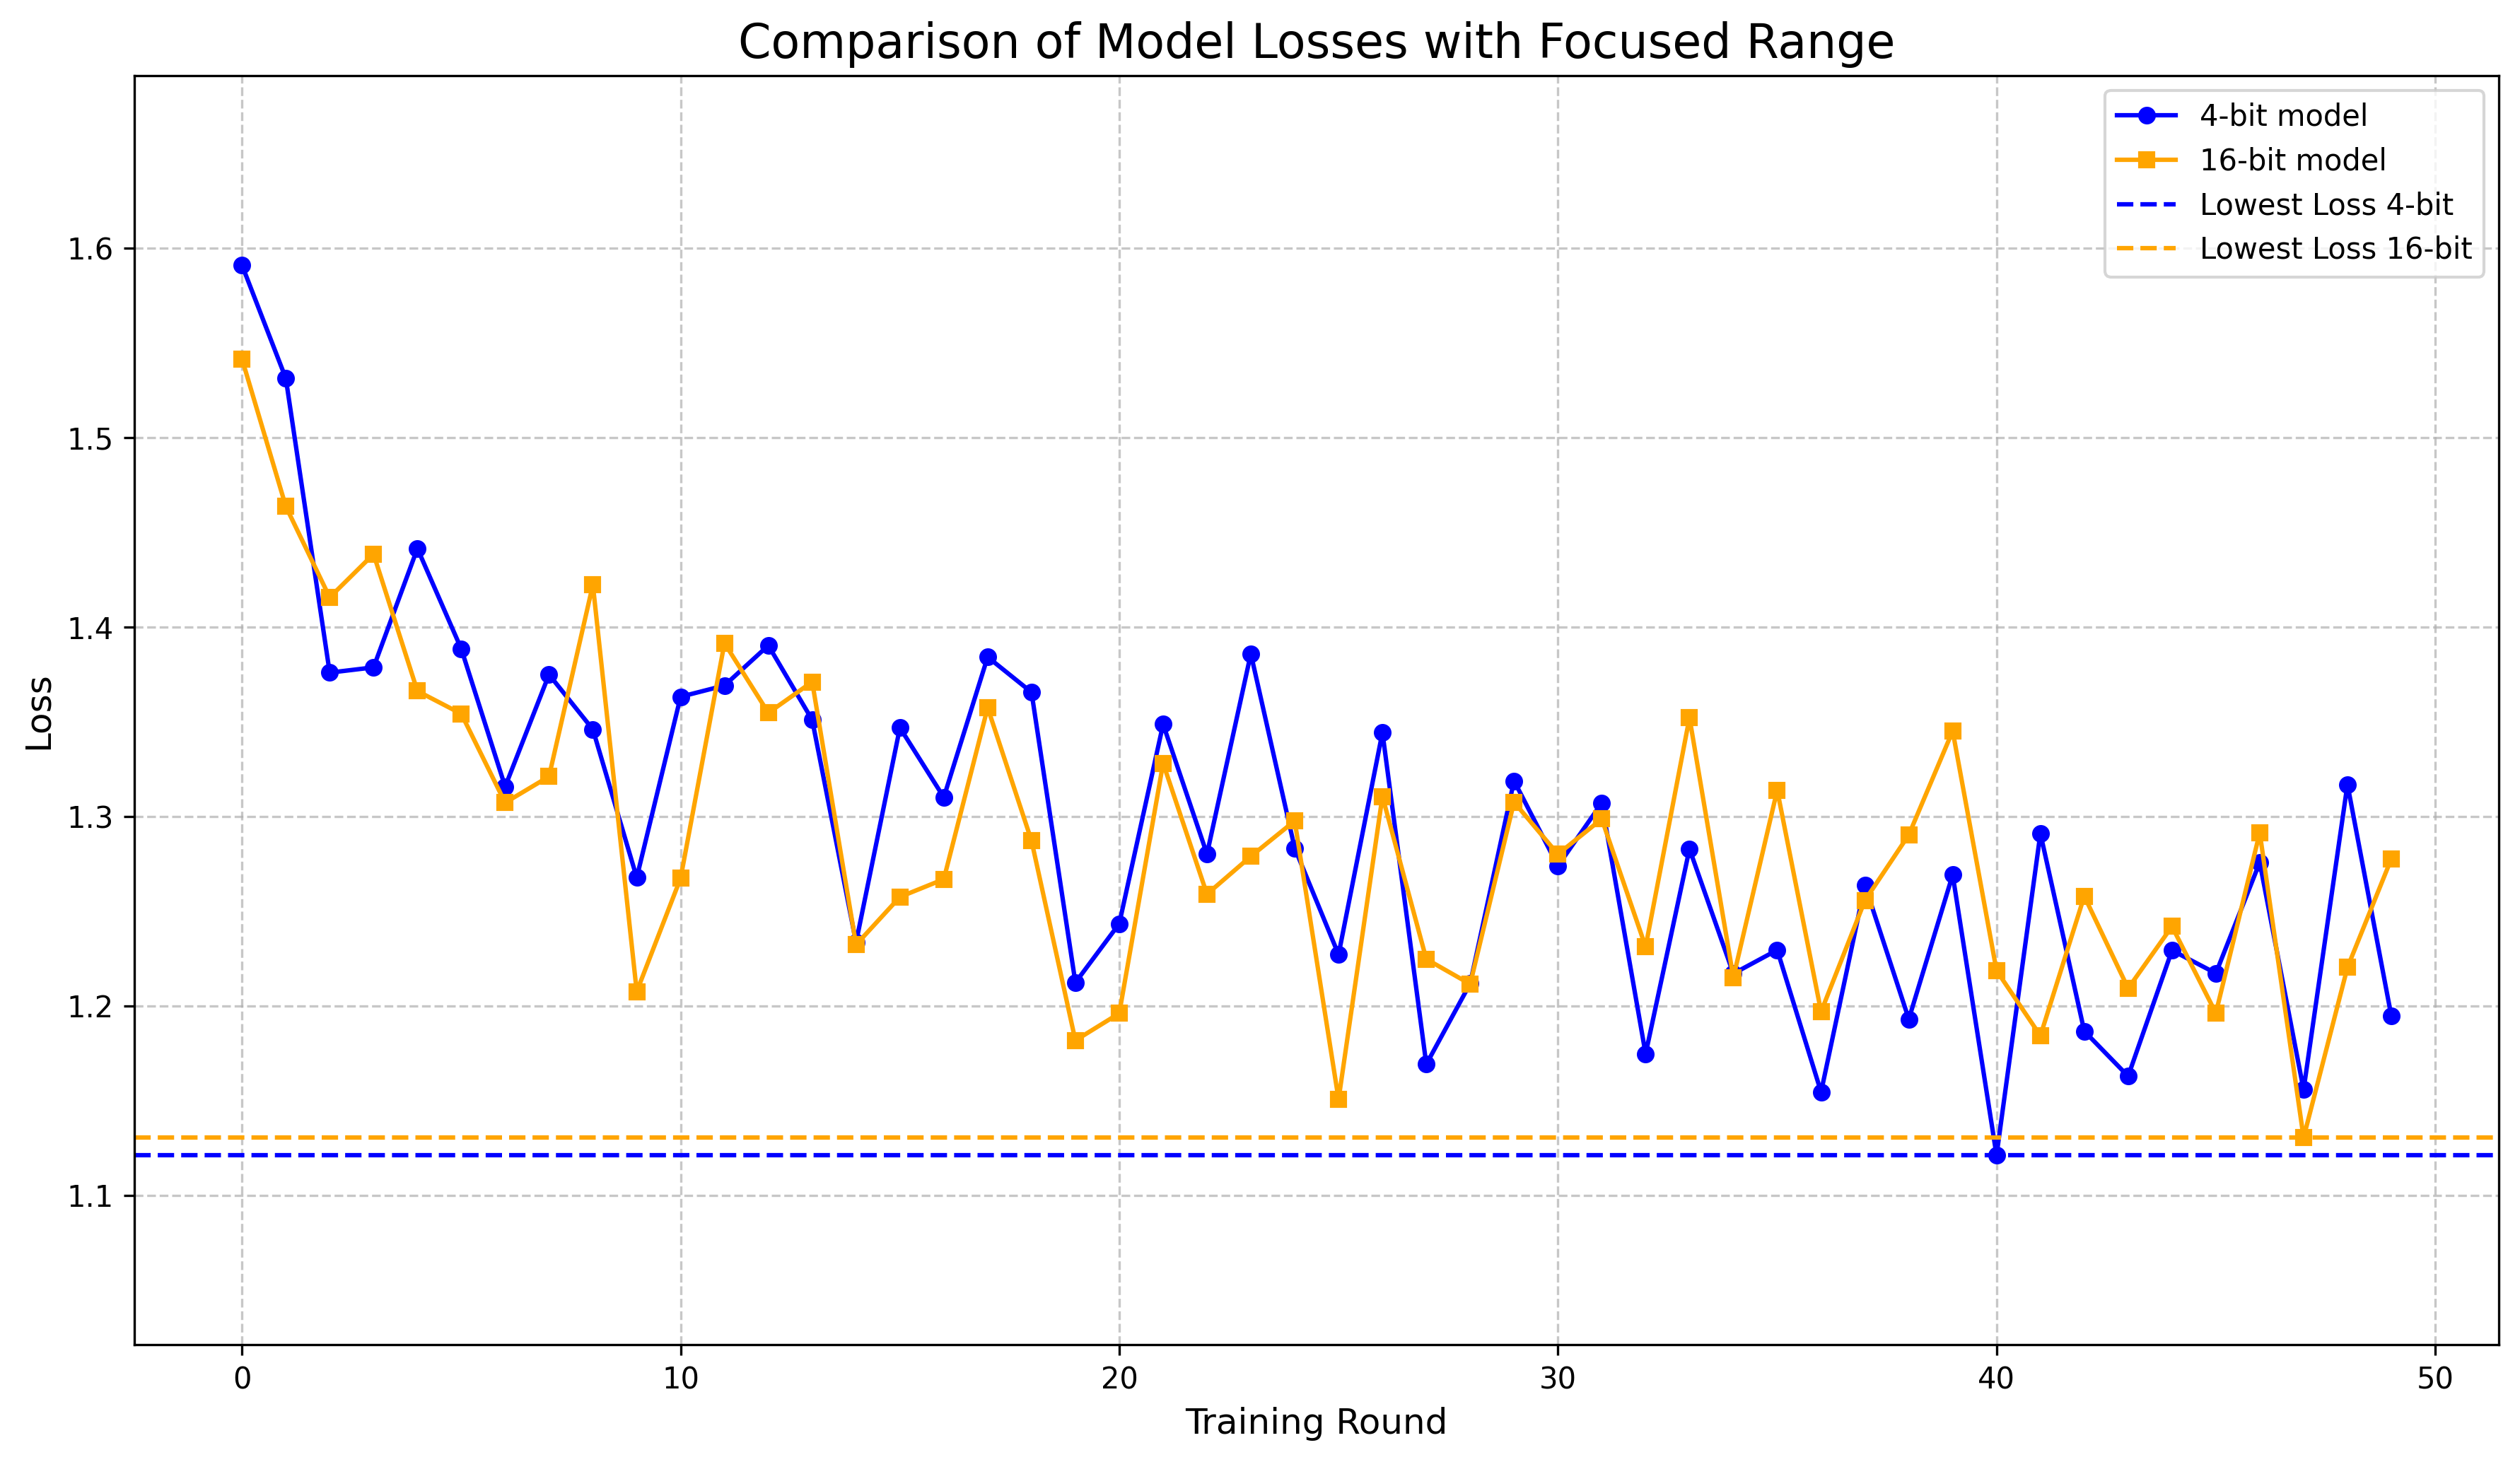 Comparison of Model Losses with Focused Range
4-bit model
16-bit model
Lowest Loss 4-bit
Lowest Loss 16-bit
Loss
1.6
1.5
1.4
1.3
1.2
1.1
0 10 20 30 40 50
Training Round